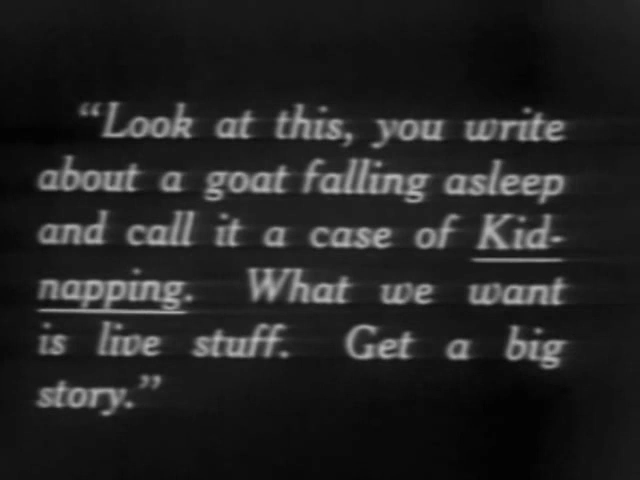 “Look at this, you write
about a goat falling asleep
and call it a case of Kid-
napping. What we want
is live stuff. Get a big
story.”